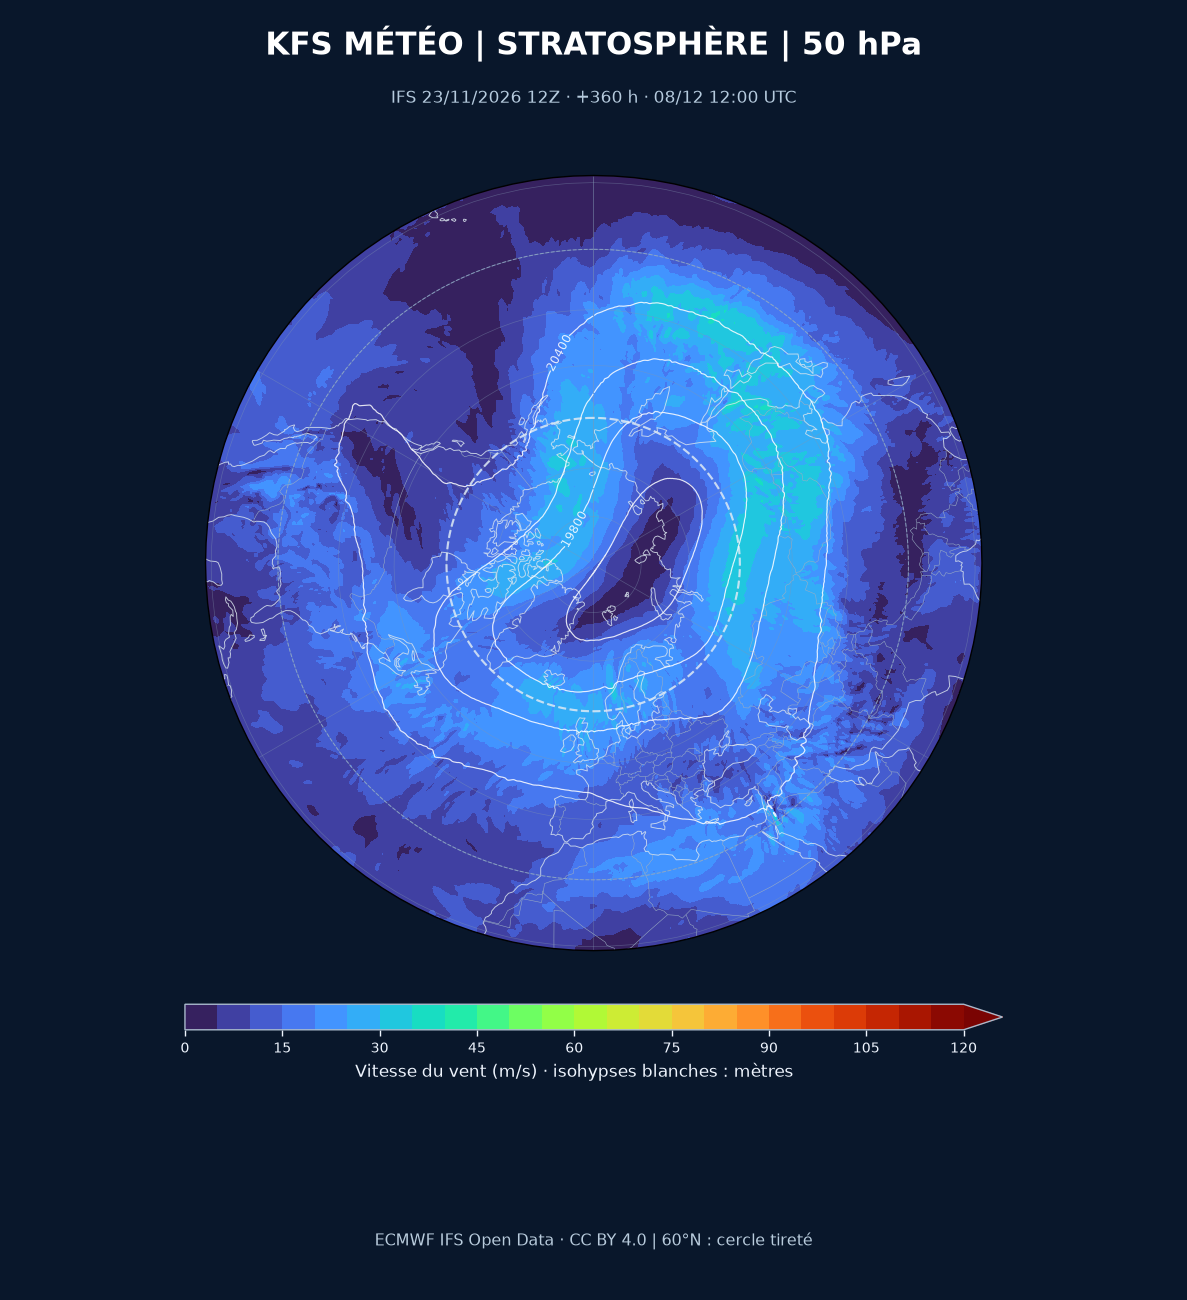 KFS MÉTÉO | STRATOSPHÈRE | 50 hPa
IFS 23/11/2026 12Z · +360 h · 08/12 12:00 UTC
20400
19800
0 15 30 45 60 75 90 105 120
Vitesse du vent (m/s) · isohypses blanches : mètres
ECMWF IFS Open Data · CC BY 4.0 | 60°N : cercle tireté